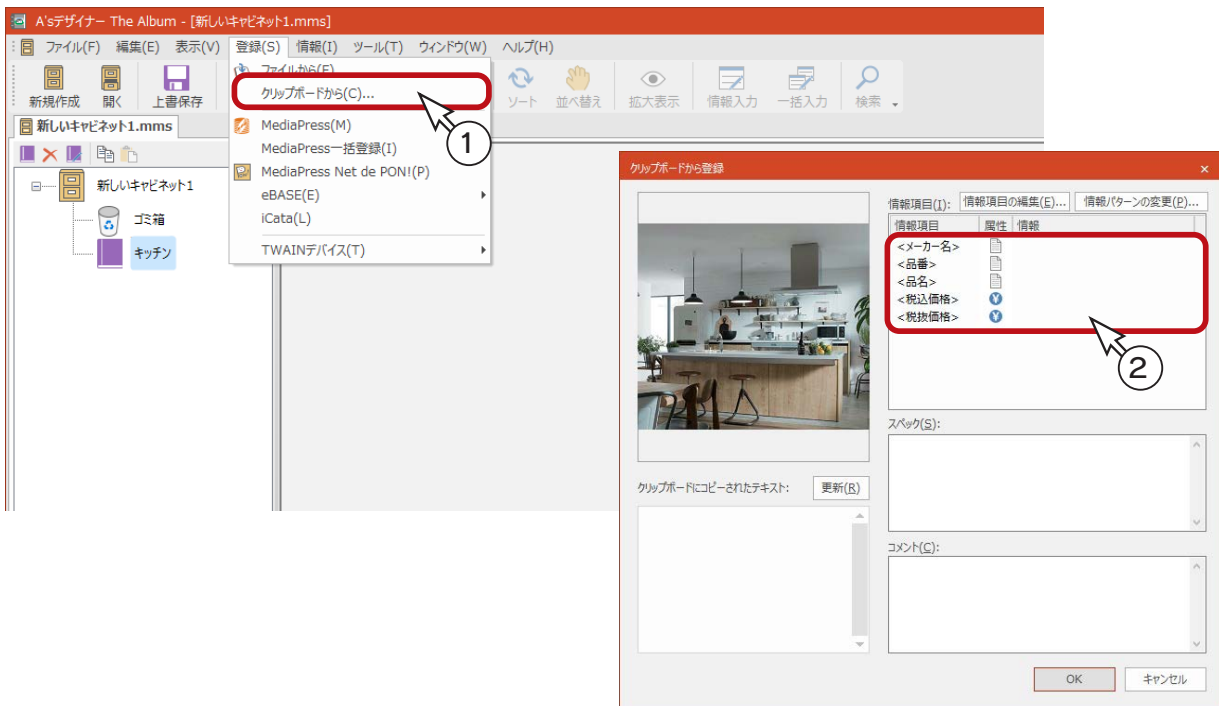 A'sデザイナー The Album - [新しいキャビネット1.mms]
ファイル(F) 編集(E) 表示(V) 登録(S) 情報(I) ツール(T) ウィンドウ(W) ヘルプ(H)
新規作成 開く 上書保存 ソート 並べ替え 拡大表示 情報入力 一括入力 検索
新しいキャビネット1.mms
新しいキャビネット1
ゴミ箱
キッチン
ファイルから(F)...
クリップボードから(C)...
MediaPress(M)
MediaPress一括登録(I)
MediaPress Net de PON!(P)
eBASE(E)
iCata(L)
TWAINデバイス(T)
1
クリップボードから登録
情報項目(I): 情報項目の編集(E)... 情報パターンの変更(P)...
情報項目 属性 情報
<メーカー名>
<品番>
<品名>
<税込価格>
<税抜価格>
2
スペック(S):
クリップボードにコピーされたテキスト: 更新(R)
コメント(C):
OK キャンセル